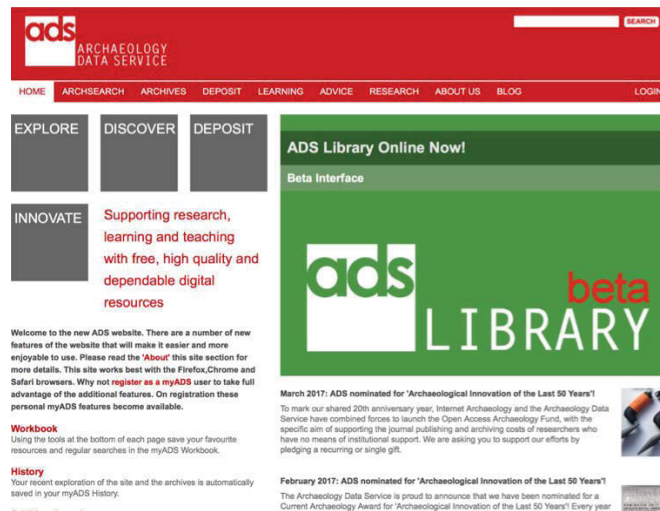 ads
ARCHAEOLOGY
DATA SERVICE
SEARCH
HOME ARCHSEARCH ARCHIVES DEPOSIT LEARNING ADVICE RESEARCH ABOUT US BLOG LOGIN
EXPLORE DISCOVER DEPOSIT
INNOVATE
Supporting research,
learning and teaching
with free, high quality and
dependable digital
resources
Welcome to the new ADS website. There are a number of new
features of the website that will make it easier and more
enjoyable to use. Please read the 'About' this site section for
more details. This site works best with the Firefox,Chrome and
Safari browsers. Why not register as a myADS user to take full
advantage of the additional features. On registration these
personal myADS features become available.
Workbook
Using the tools at the bottom of each page save your favourite
resources and regular searches in the myADS Workbook.
History
Your recent exploration of the site and the archives is automatically
saved in your myADS History.
ADS Library Online Now!
Beta Interface
ads
beta
LIBRARY
March 2017: ADS nominated for 'Archaeological Innovation of the Last 50 Years'!
To mark our shared 20th anniversary year, Internet Archaeology and the Archaeology Data
Service have combined forces to launch the Open Access Archaeology Fund, with the
specific aim of supporting the journal publishing and archiving costs of researchers who
have no means of institutional support. We are asking you to support our efforts by
pledging a recurring or single gift.
February 2017: ADS nominated for 'Archaeological Innovation of the Last 50 Years'!
The Archaeology Data Service is proud to announce that we have been nominated for a
Current Archaeology Award for 'Archaeological Innovation of the Last 50 Years'! Every year